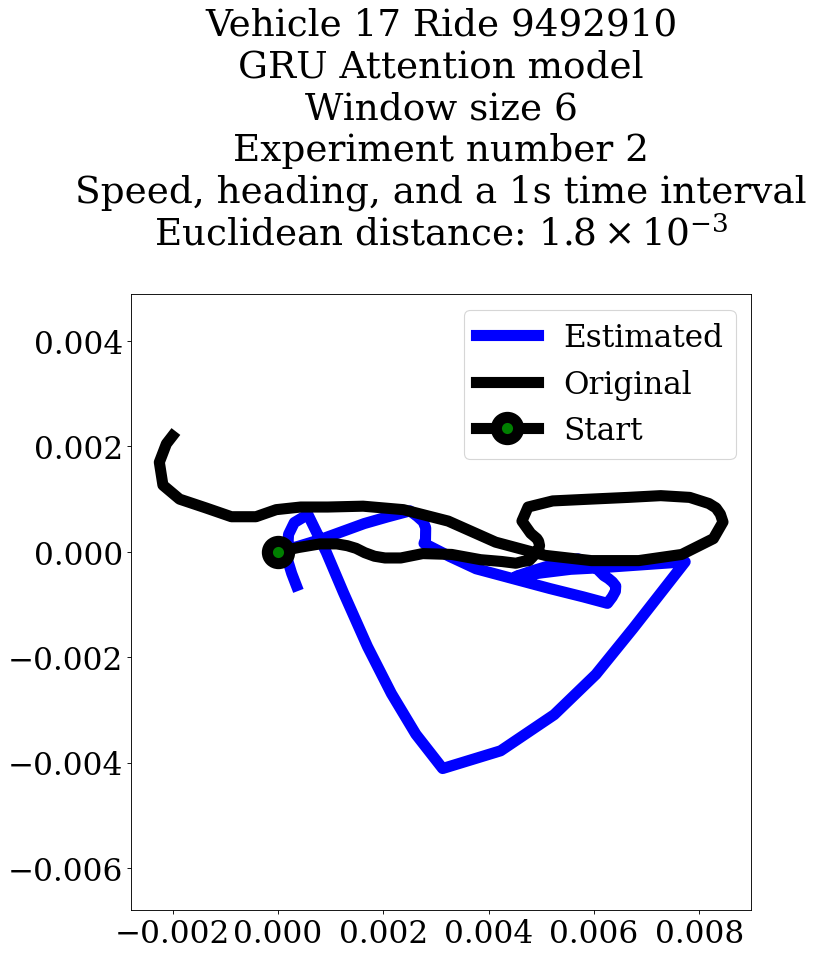 Vehicle 17 Ride 9492910
GRU Attention model
Window size 6
Experiment number 2
Speed, heading, and a 1s time interval
Euclidean distance: 1.8 × 10⁻³
Estimated
Original
Start
0.004
0.002
0.000
−0.002
−0.004
−0.006
−0.002 0.000 0.002 0.004 0.006 0.008